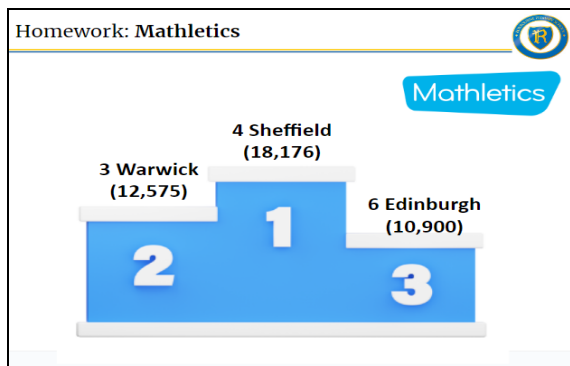 Homework: Mathletics
Mathletics
4 Sheffield
(18,176)
3 Warwick
(12,575)
6 Edinburgh
(10,900)
1
2
3